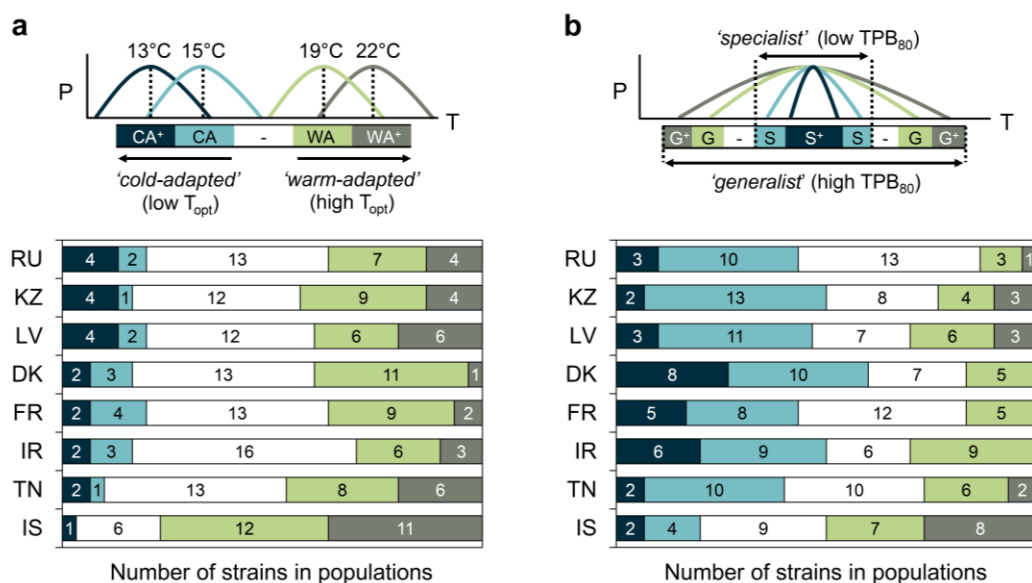 a
13°C 15°C 19°C 22°C
P
T
CA⁺ CA - WA WA⁺
'cold-adapted' 'warm-adapted'
(low Tₒₚₜ) (high Tₒₚₜ)
RU 4 2 13 7 4
KZ 4 1 12 9 4
LV 4 2 12 6 6
DK 2 3 13 11 1
FR 2 4 13 9 2
IR 2 3 16 6 3
TN 2 1 13 8 6
IS 1 6 12 11
Number of strains in populations
b
'specialist' (low TPB₈₀)
P
T
G⁺ G - S S⁺ S - G G⁺
'generalist' (high TPB₈₀)
RU 3 10 13 3 1
KZ 2 13 8 4 3
LV 3 11 7 6 3
DK 8 10 7 5
FR 5 8 12 5
IR 6 9 6 9
TN 2 10 10 6 2
IS 2 4 9 7 8
Number of strains in populations